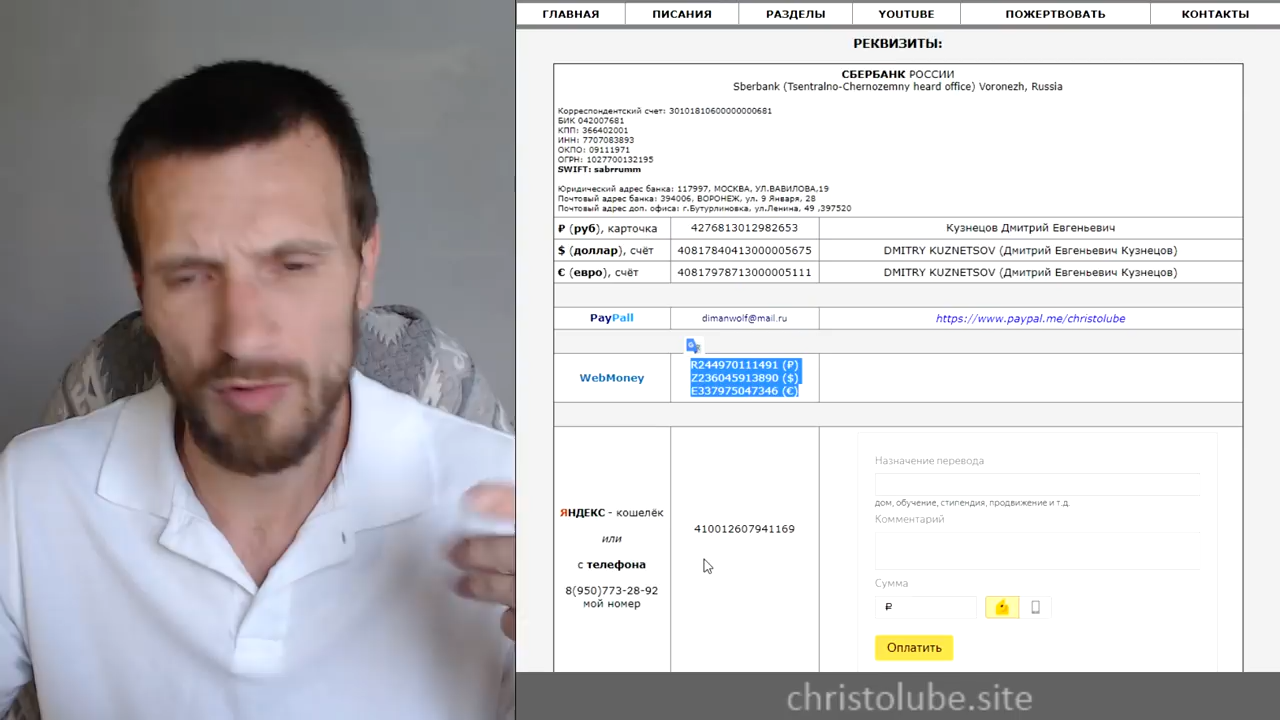 ГЛАВНАЯ ПИСАНИЯ РАЗДЕЛЫ YOUTUBE ПОЖЕРТВОВАТЬ КОНТАКТЫ
РЕКВИЗИТЫ:
СБЕРБАНК РОССИИ
Sberbank (Tsentralno-Chernozemny heard office) Voronezh, Russia
Корреспондентский счет: 30101810600000000681
БИК 042007681
КПП: 366402001
ИНН: 7707083893
ОКПО: 09111971
ОГРН: 1027700132195
SWIFT: sabrrumm
Юридический адрес банка: 117997, МОСКВА, УЛ.ВАВИЛОВА,19
Почтовый адрес банка: 394006, ВОРОНЕЖ, ул. 9 Января, 28
Почтовый адрес доп. офиса: г.Бутурлиновка, ул.Ленина, 49 ,397520
₽ (руб), карточка 4276813012982653 Кузнецов Дмитрий Евгеньевич
$ (доллар), счёт 40817840413000005675 DMITRY KUZNETSOV (Дмитрий Евгеньевич Кузнецов)
€ (евро), счёт 40817978713000005111 DMITRY KUZNETSOV (Дмитрий Евгеньевич Кузнецов)
PayPall dimanwolf@mail.ru https://www.paypal.me/christolube
WebMoney
R244970111491 (₽)
Z236045913890 ($)
E337975047346 (€)
ЯНДЕКС - кошелёк
или
с телефона
8(950)773-28-92
мой номер
410012607941169
Назначение перевода
дом, обучение, стипендия, продвижение и т.д.
Комментарий
Сумма
₽
Оплатить
christolube.site